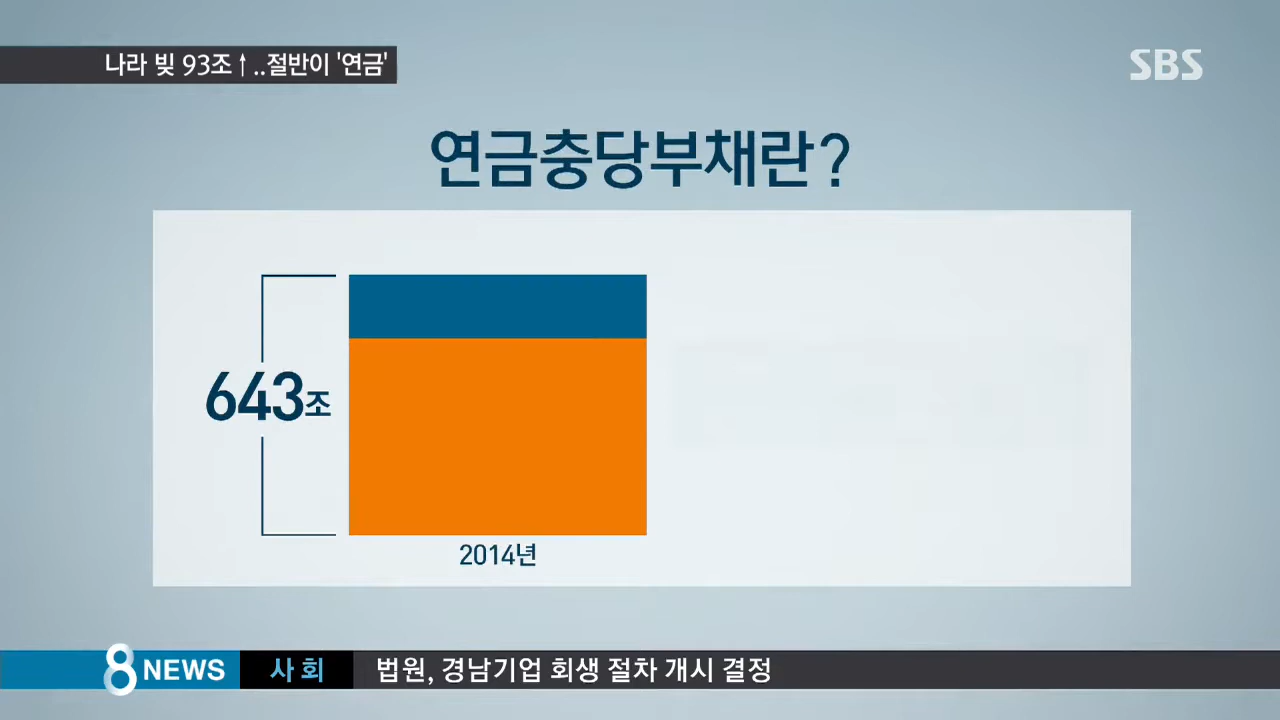 나라 빚 93조↑..절반이 '연금'
SBS
연금충당부채란?
643조
2014년
8 NEWS 사회 법원, 경남기업 회생 절차 개시 결정